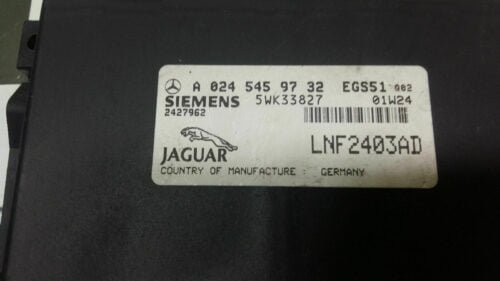 A 024 545 97 32 EGS51 002
SIEMENS 5WK33827 01W24
2427962
JAGUAR LNF2403AD
COUNTRY OF MANUFACTURE : GERMANY